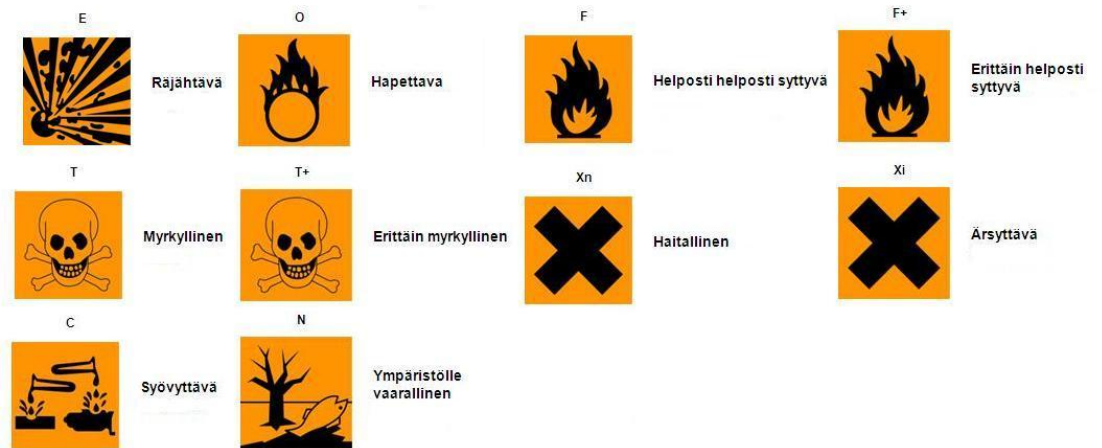 E
O
F
F+
Räjähtävä
Hapettava
Helposti helposti syttyvä
Erittäin helposti
syttyvä
T
T+
Xn
Xi
Myrkyllinen
Erittäin myrkyllinen
Haitallinen
Ärsyttävä
C
N
Syövyttävä
Ympäristölle
vaarallinen